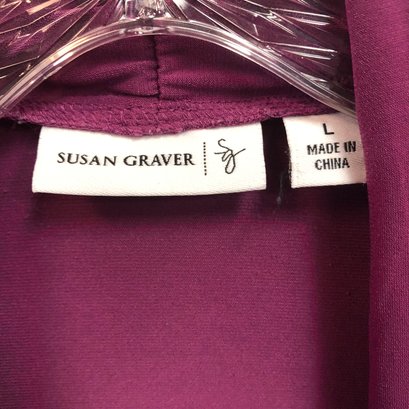 SUSAN GRAVER | Sg
L
MADE IN
CHINA